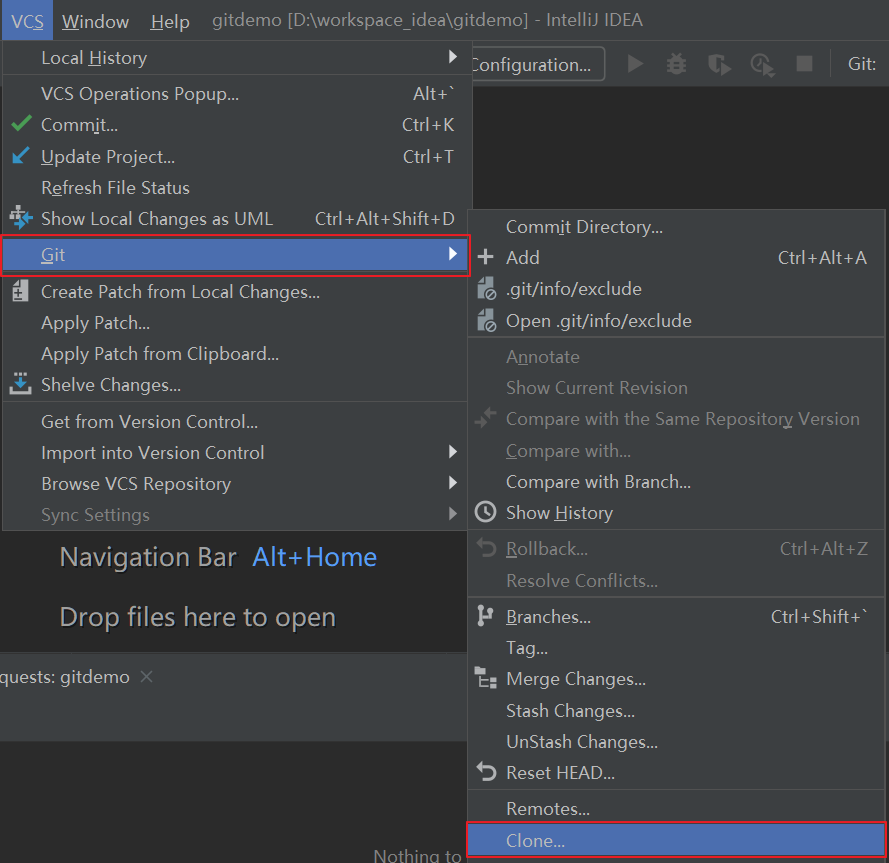 VCS Window Help gitdemo [D:\workspace_idea\gitdemo] - IntelliJ IDEA
Configuration... Git:
Local History
VCS Operations Popup... Alt+`
Commit... Ctrl+K
Update Project... Ctrl+T
Refresh File Status
Show Local Changes as UML Ctrl+Alt+Shift+D
Git
Create Patch from Local Changes...
Apply Patch...
Apply Patch from Clipboard...
Shelve Changes...
Get from Version Control...
Import into Version Control
Browse VCS Repository
Sync Settings
Commit Directory...
Add Ctrl+Alt+A
.git/info/exclude
Open .git/info/exclude
Annotate
Show Current Revision
Compare with the Same Repository Version
Compare with...
Compare with Branch...
Show History
Rollback... Ctrl+Alt+Z
Resolve Conflicts...
Branches... Ctrl+Shift+`
Tag...
Merge Changes...
Stash Changes...
UnStash Changes...
Reset HEAD...
Remotes...
Clone...
Navigation Bar Alt+Home
Drop files here to open
quests: gitdemo
Nothing to